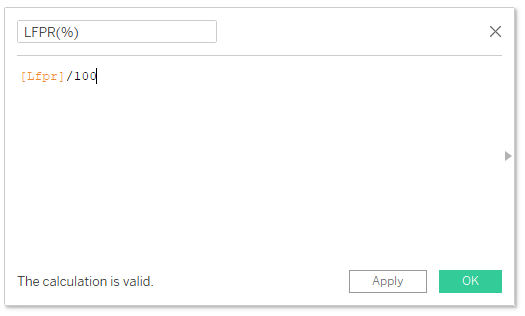 LFPR(%)
[Lfpr]/100
The calculation is valid.
Apply
OK